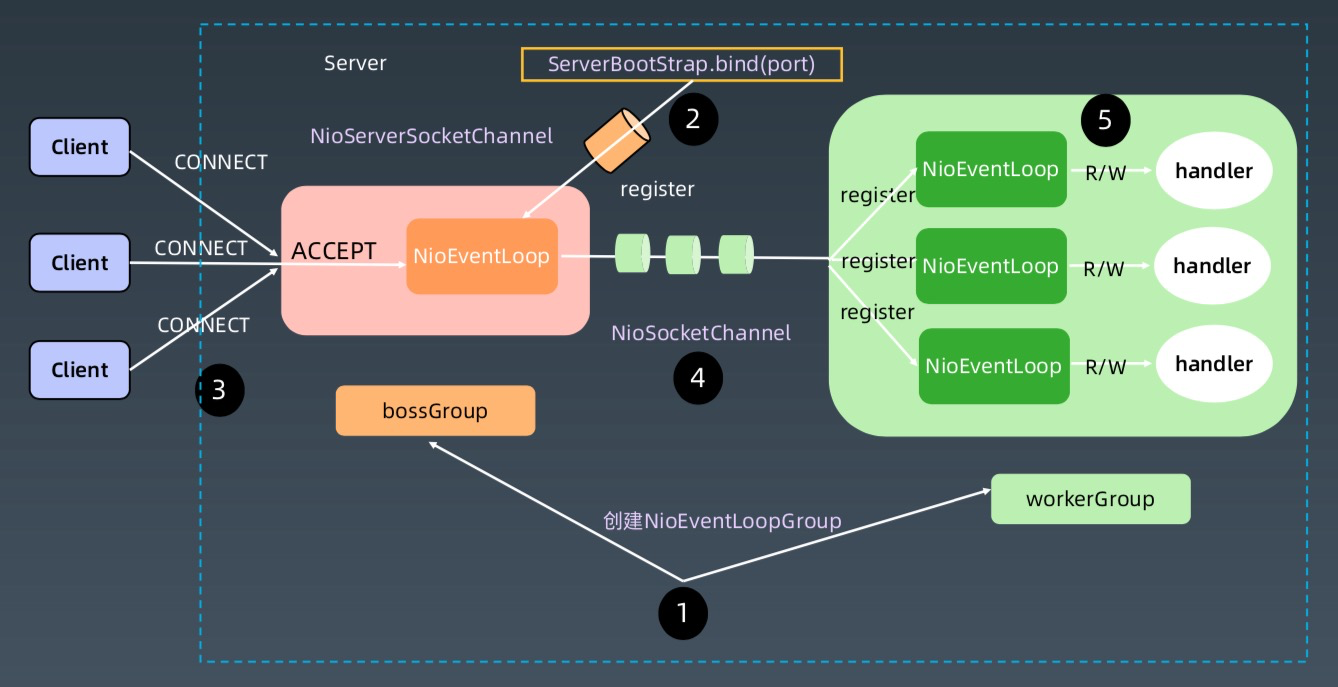 Server
ServerBootStrap.bind(port)
2
NioServerSocketChannel
register
Client
CONNECT
Client
CONNECT
Client
CONNECT
3
ACCEPT
NioEventLoop
NioSocketChannel
4
5
register
NioEventLoop
R/W
handler
register
NioEventLoop
R/W
handler
register
NioEventLoop
R/W
handler
bossGroup
workerGroup
创建NioEventLoopGroup
1